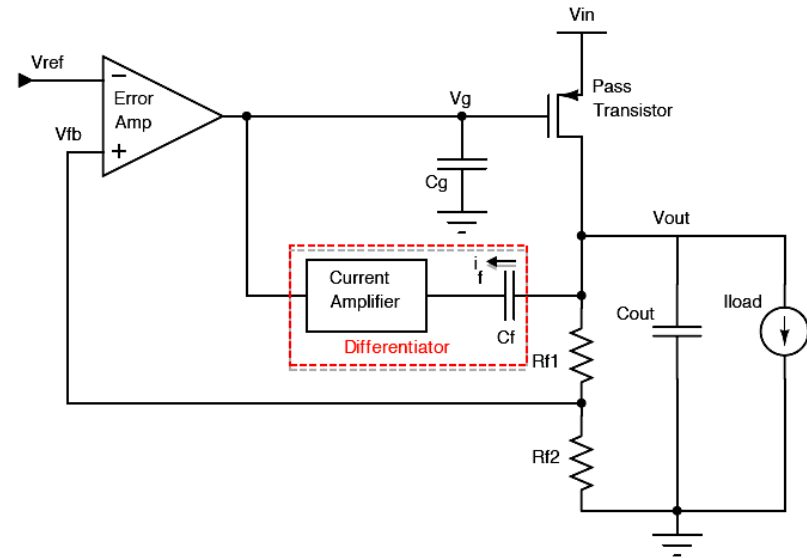 Vin
Vref
−
Error
Amp
Pass
Transistor
Vg
Vfb
+
Cg
Vout
Current
Amplifier
i
f
Cout
Iload
Cf
Differentiator
Rf1
Rf2